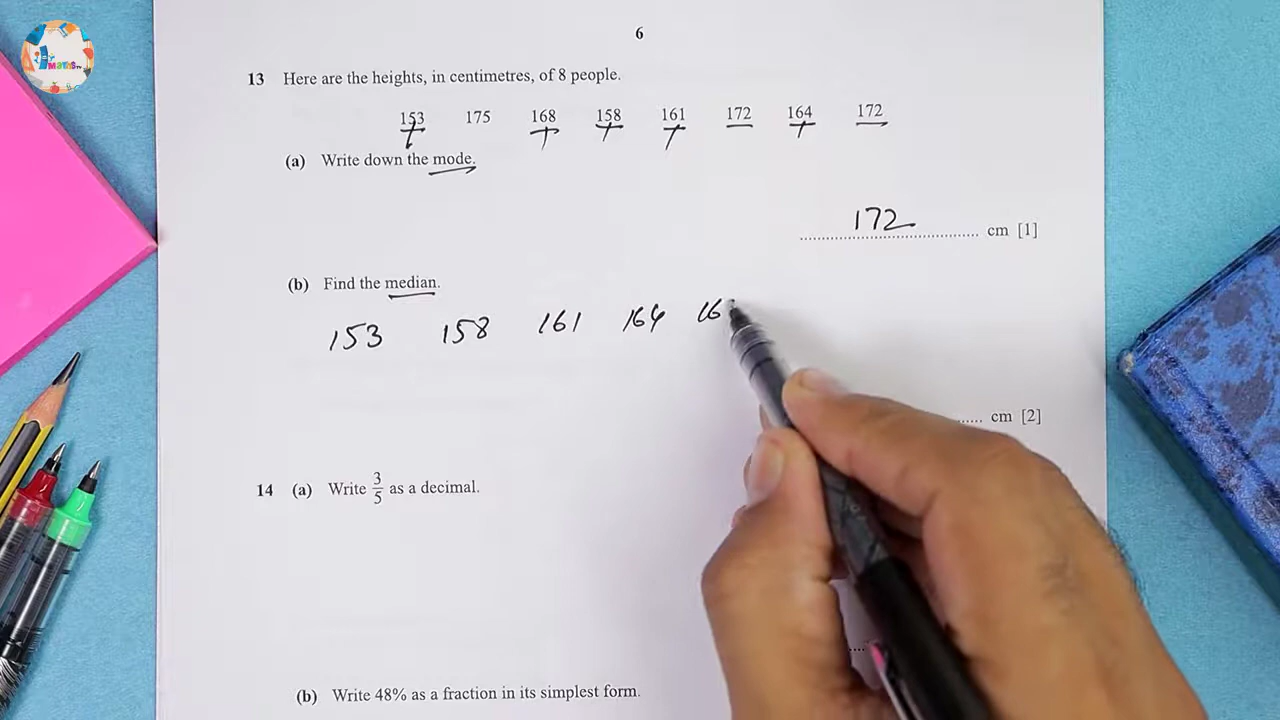 6
13 Here are the heights, in centimetres, of 8 people.
153 175 168 158 161 172 164 172
(a) Write down the mode.
172
cm [1]
(b) Find the median.
153 158 161 164 16
cm [2]
14 (a) Write 3/5 as a decimal.
(b) Write 48% as a fraction in its simplest form.